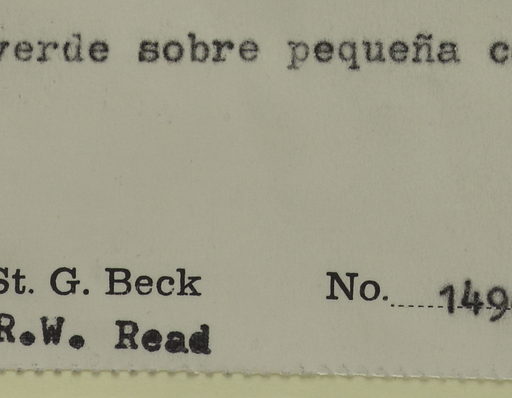 verde sobre pequeña c
St. G. Beck No. 149
R.W. Read